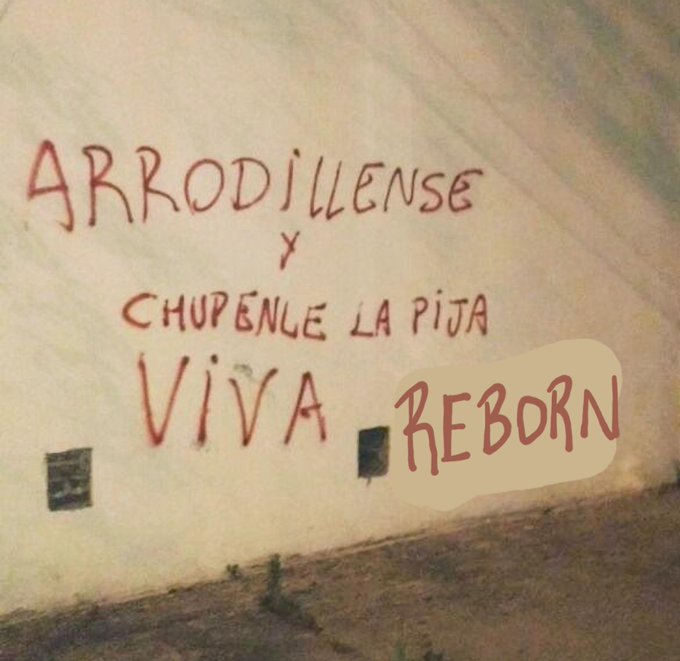 ARRODILLENSE
Y
CHUPENLE LA PIJA
VIVA REBORN